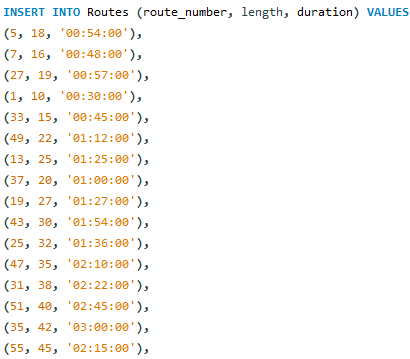 INSERT INTO Routes (route_number, length, duration) VALUES
(5, 18, '00:54:00'),
(7, 16, '00:48:00'),
(27, 19, '00:57:00'),
(1, 10, '00:30:00'),
(33, 15, '00:45:00'),
(49, 22, '01:12:00'),
(13, 25, '01:25:00'),
(37, 20, '01:00:00'),
(19, 27, '01:27:00'),
(43, 30, '01:54:00'),
(25, 32, '01:36:00'),
(47, 35, '02:10:00'),
(31, 38, '02:22:00'),
(51, 40, '02:45:00'),
(35, 42, '03:00:00'),
(55, 45, '02:15:00'),